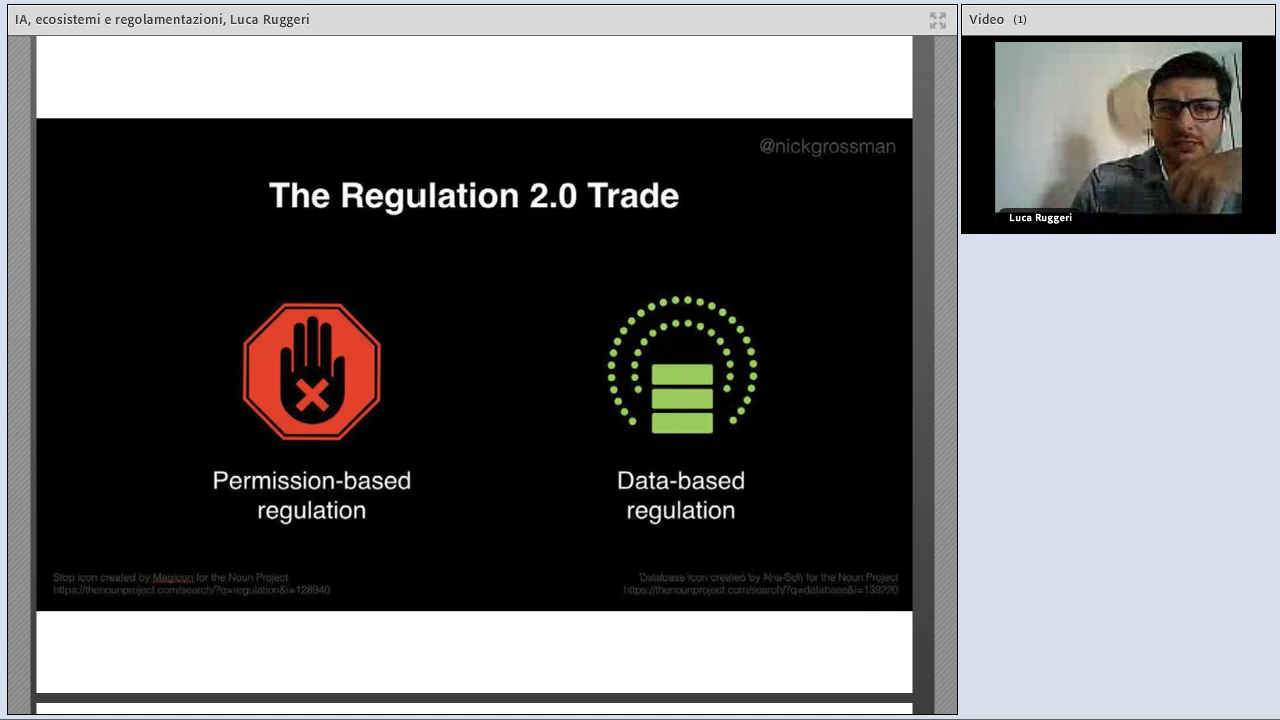 IA, ecosistemi e regolamentazioni, Luca Ruggeri
Video (1)
Luca Ruggeri
@nickgrossman
The Regulation 2.0 Trade
Permission-based
regulation
Data-based
regulation
Stop icon created by Magicon for the Noun Project
https://thenounproject.com/search/?q=regulation&i=128940
Database icon created by for the Noun Project
https://thenounproject.com/search/?q=database&i=139220